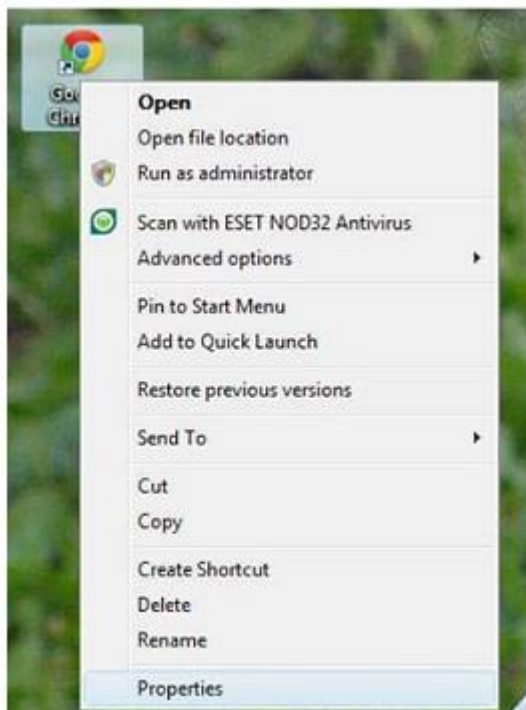 Open
Open file location
Run as administrator
Scan with ESET NOD32 Antivirus
Advanced options
Pin to Start Menu
Add to Quick Launch
Restore previous versions
Send To
Cut
Copy
Create Shortcut
Delete
Rename
Properties